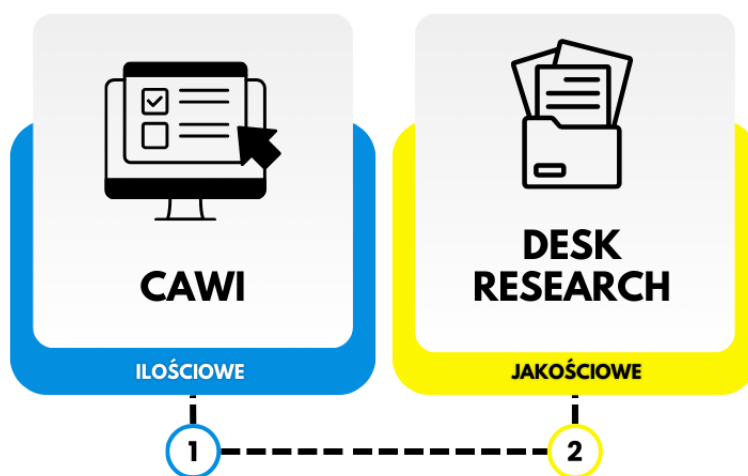 CAWI
ILOŚCIOWE
1
DESK
RESEARCH
JAKOŚCIOWE
2